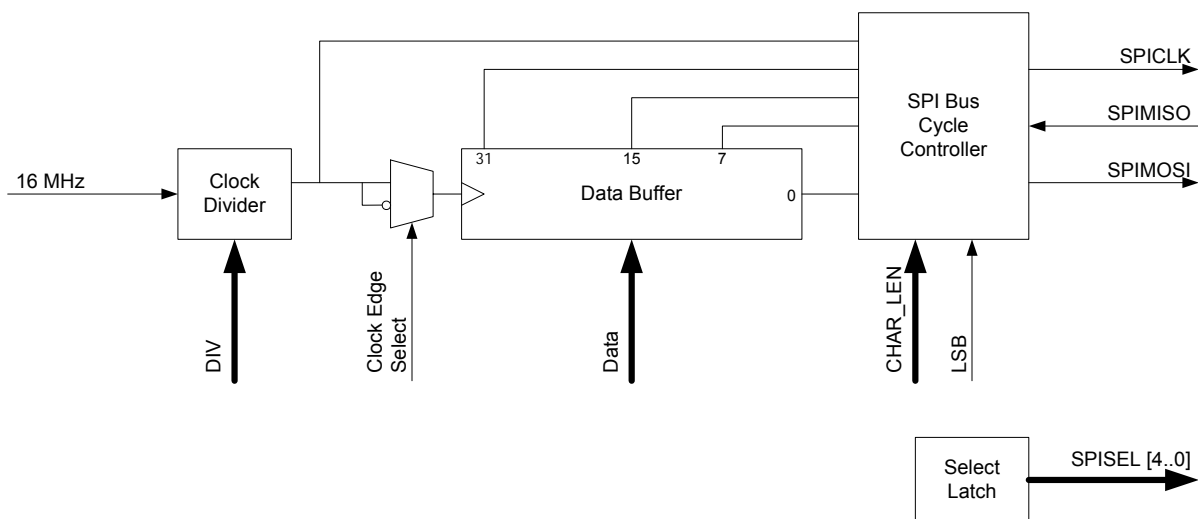 SPICLK
SPI Bus
Cycle
Controller
SPIMISO
31
15
7
16 MHz
Clock
Divider
Data Buffer
0
SPIMOSI
DIV
Clock Edge
Select
Data
CHAR_LEN
LSB
Select
Latch
SPISEL [4..0]